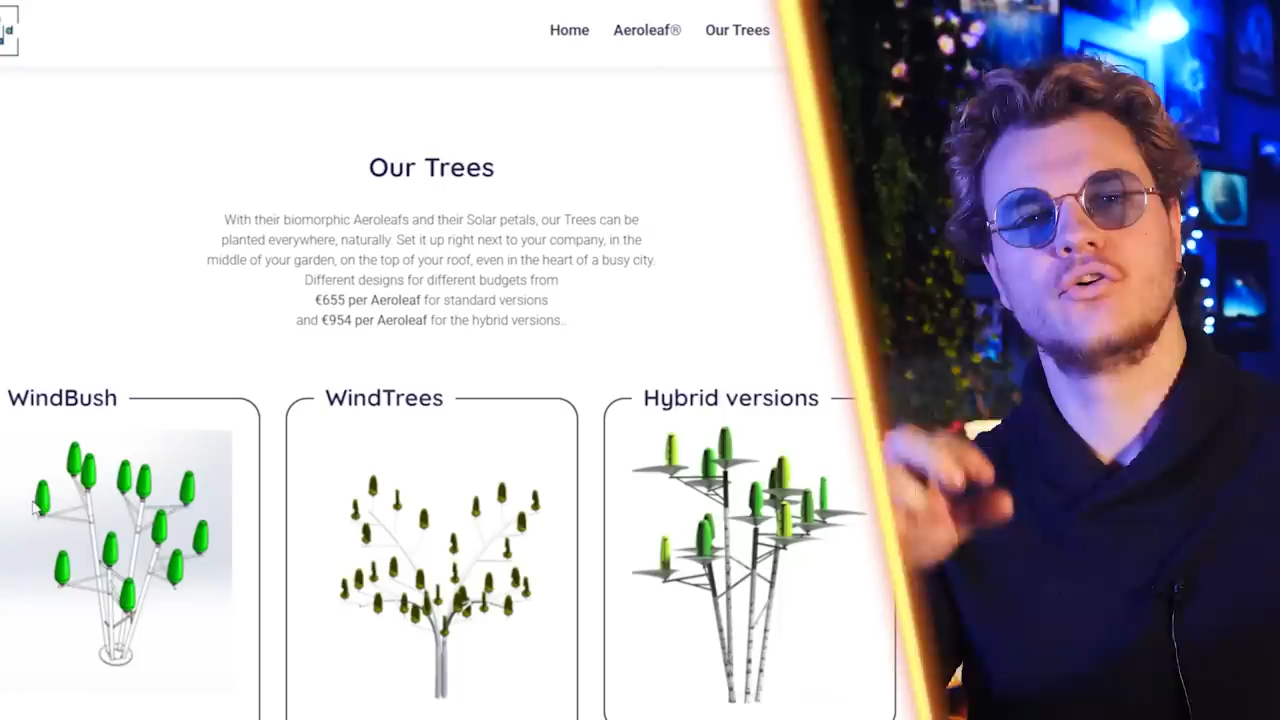 Home Aeroleaf® Our Trees
Our Trees
With their biomorphic Aeroleafs and their Solar petals, our Trees can be
planted everywhere, naturally. Set it up right next to your company, in the
middle of your garden, on the top of your roof, even in the heart of a busy city.
Different designs for different budgets from
€655 per Aeroleaf for standard versions
and €954 per Aeroleaf for the hybrid versions..
WindBush
WindTrees
Hybrid versions